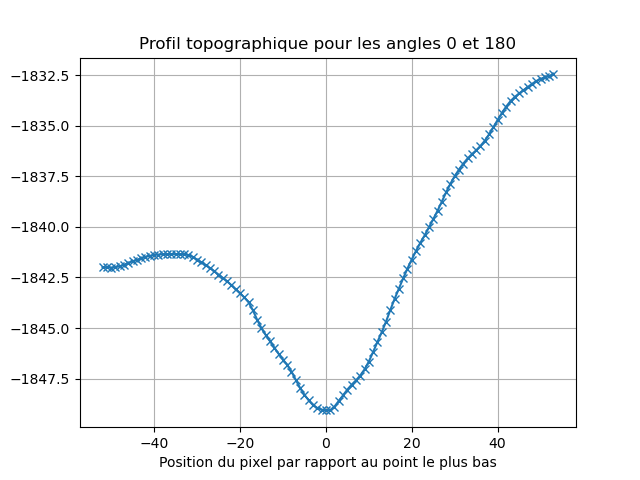 Profil topographique pour les angles 0 et 180
−1832.5
−1835.0
−1837.5
−1840.0
−1842.5
−1845.0
−1847.5
−40 −20 0 20 40
Position du pixel par rapport au point le plus bas